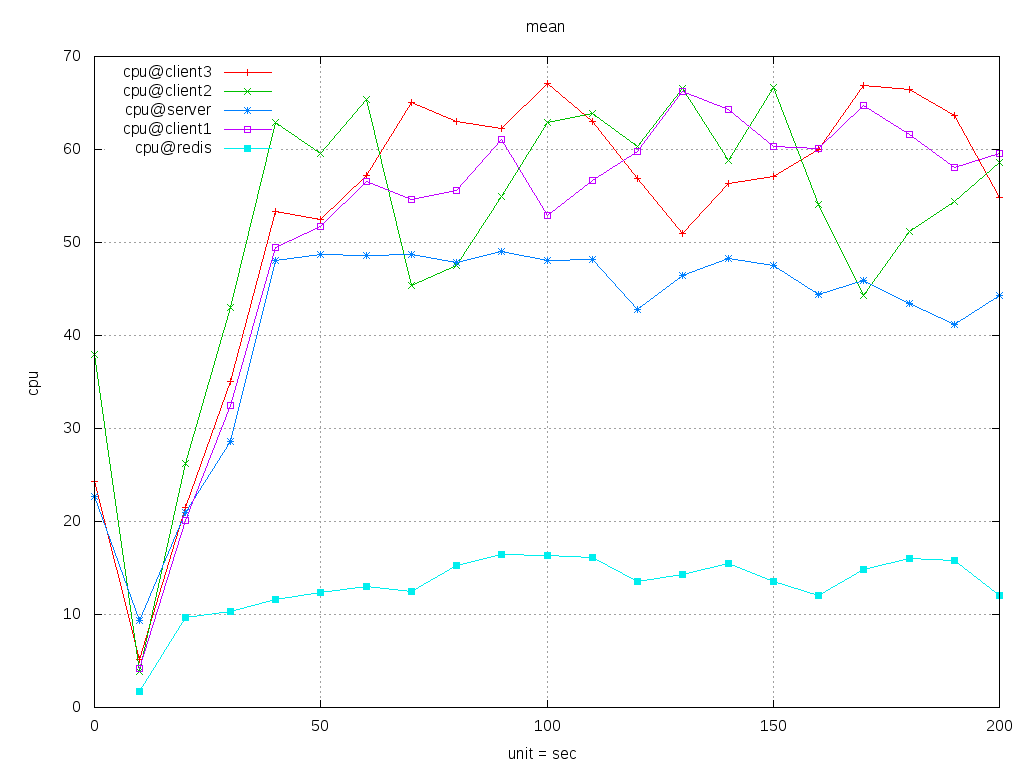 mean
70
60
50
40
30
20
10
0
cpu
cpu@client3
cpu@client2
cpu@server
cpu@client1
cpu@redis
0 50 100 150 200
unit = sec